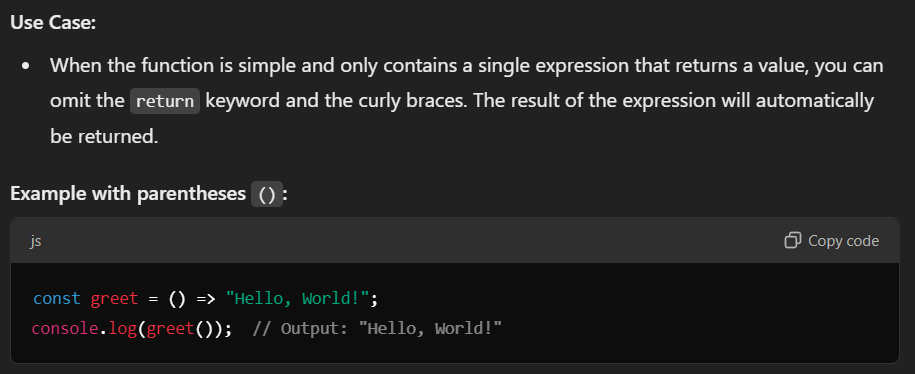 Use Case:
• When the function is simple and only contains a single expression that returns a value, you can
omit the return keyword and the curly braces. The result of the expression will automatically
be returned.
Example with parentheses ():
js
Copy code
const greet = () => "Hello, World!";
console.log(greet());  // Output: "Hello, World!"